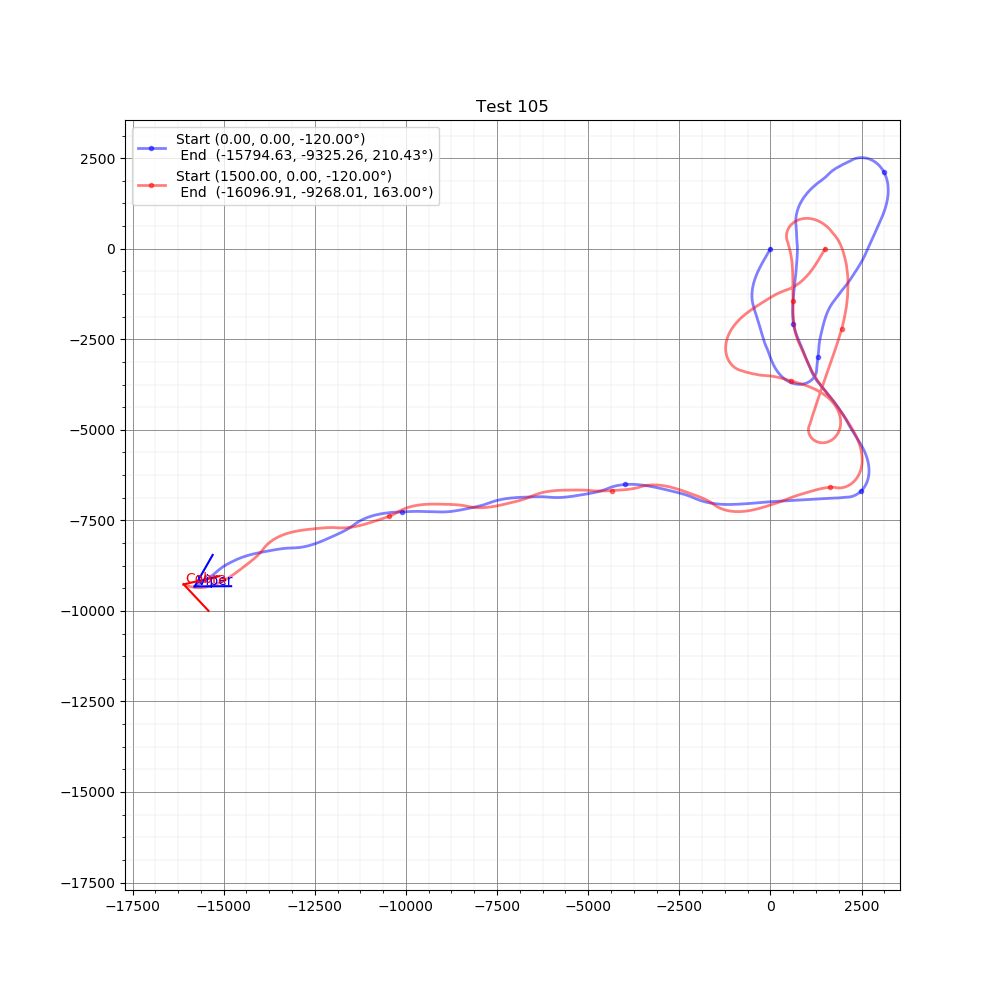 Test 105
Start (0.00, 0.00, -120.00°)
End (-15794.63, -9325.26, 210.43°)
Start (1500.00, 0.00, -120.00°)
End (-16096.91, -9268.01, 163.00°)
2500
0
−2500
−5000
−7500
−10000
−12500
−15000
−17500
−17500 −15000 −12500 −10000 −7500 −5000 −2500 0 2500